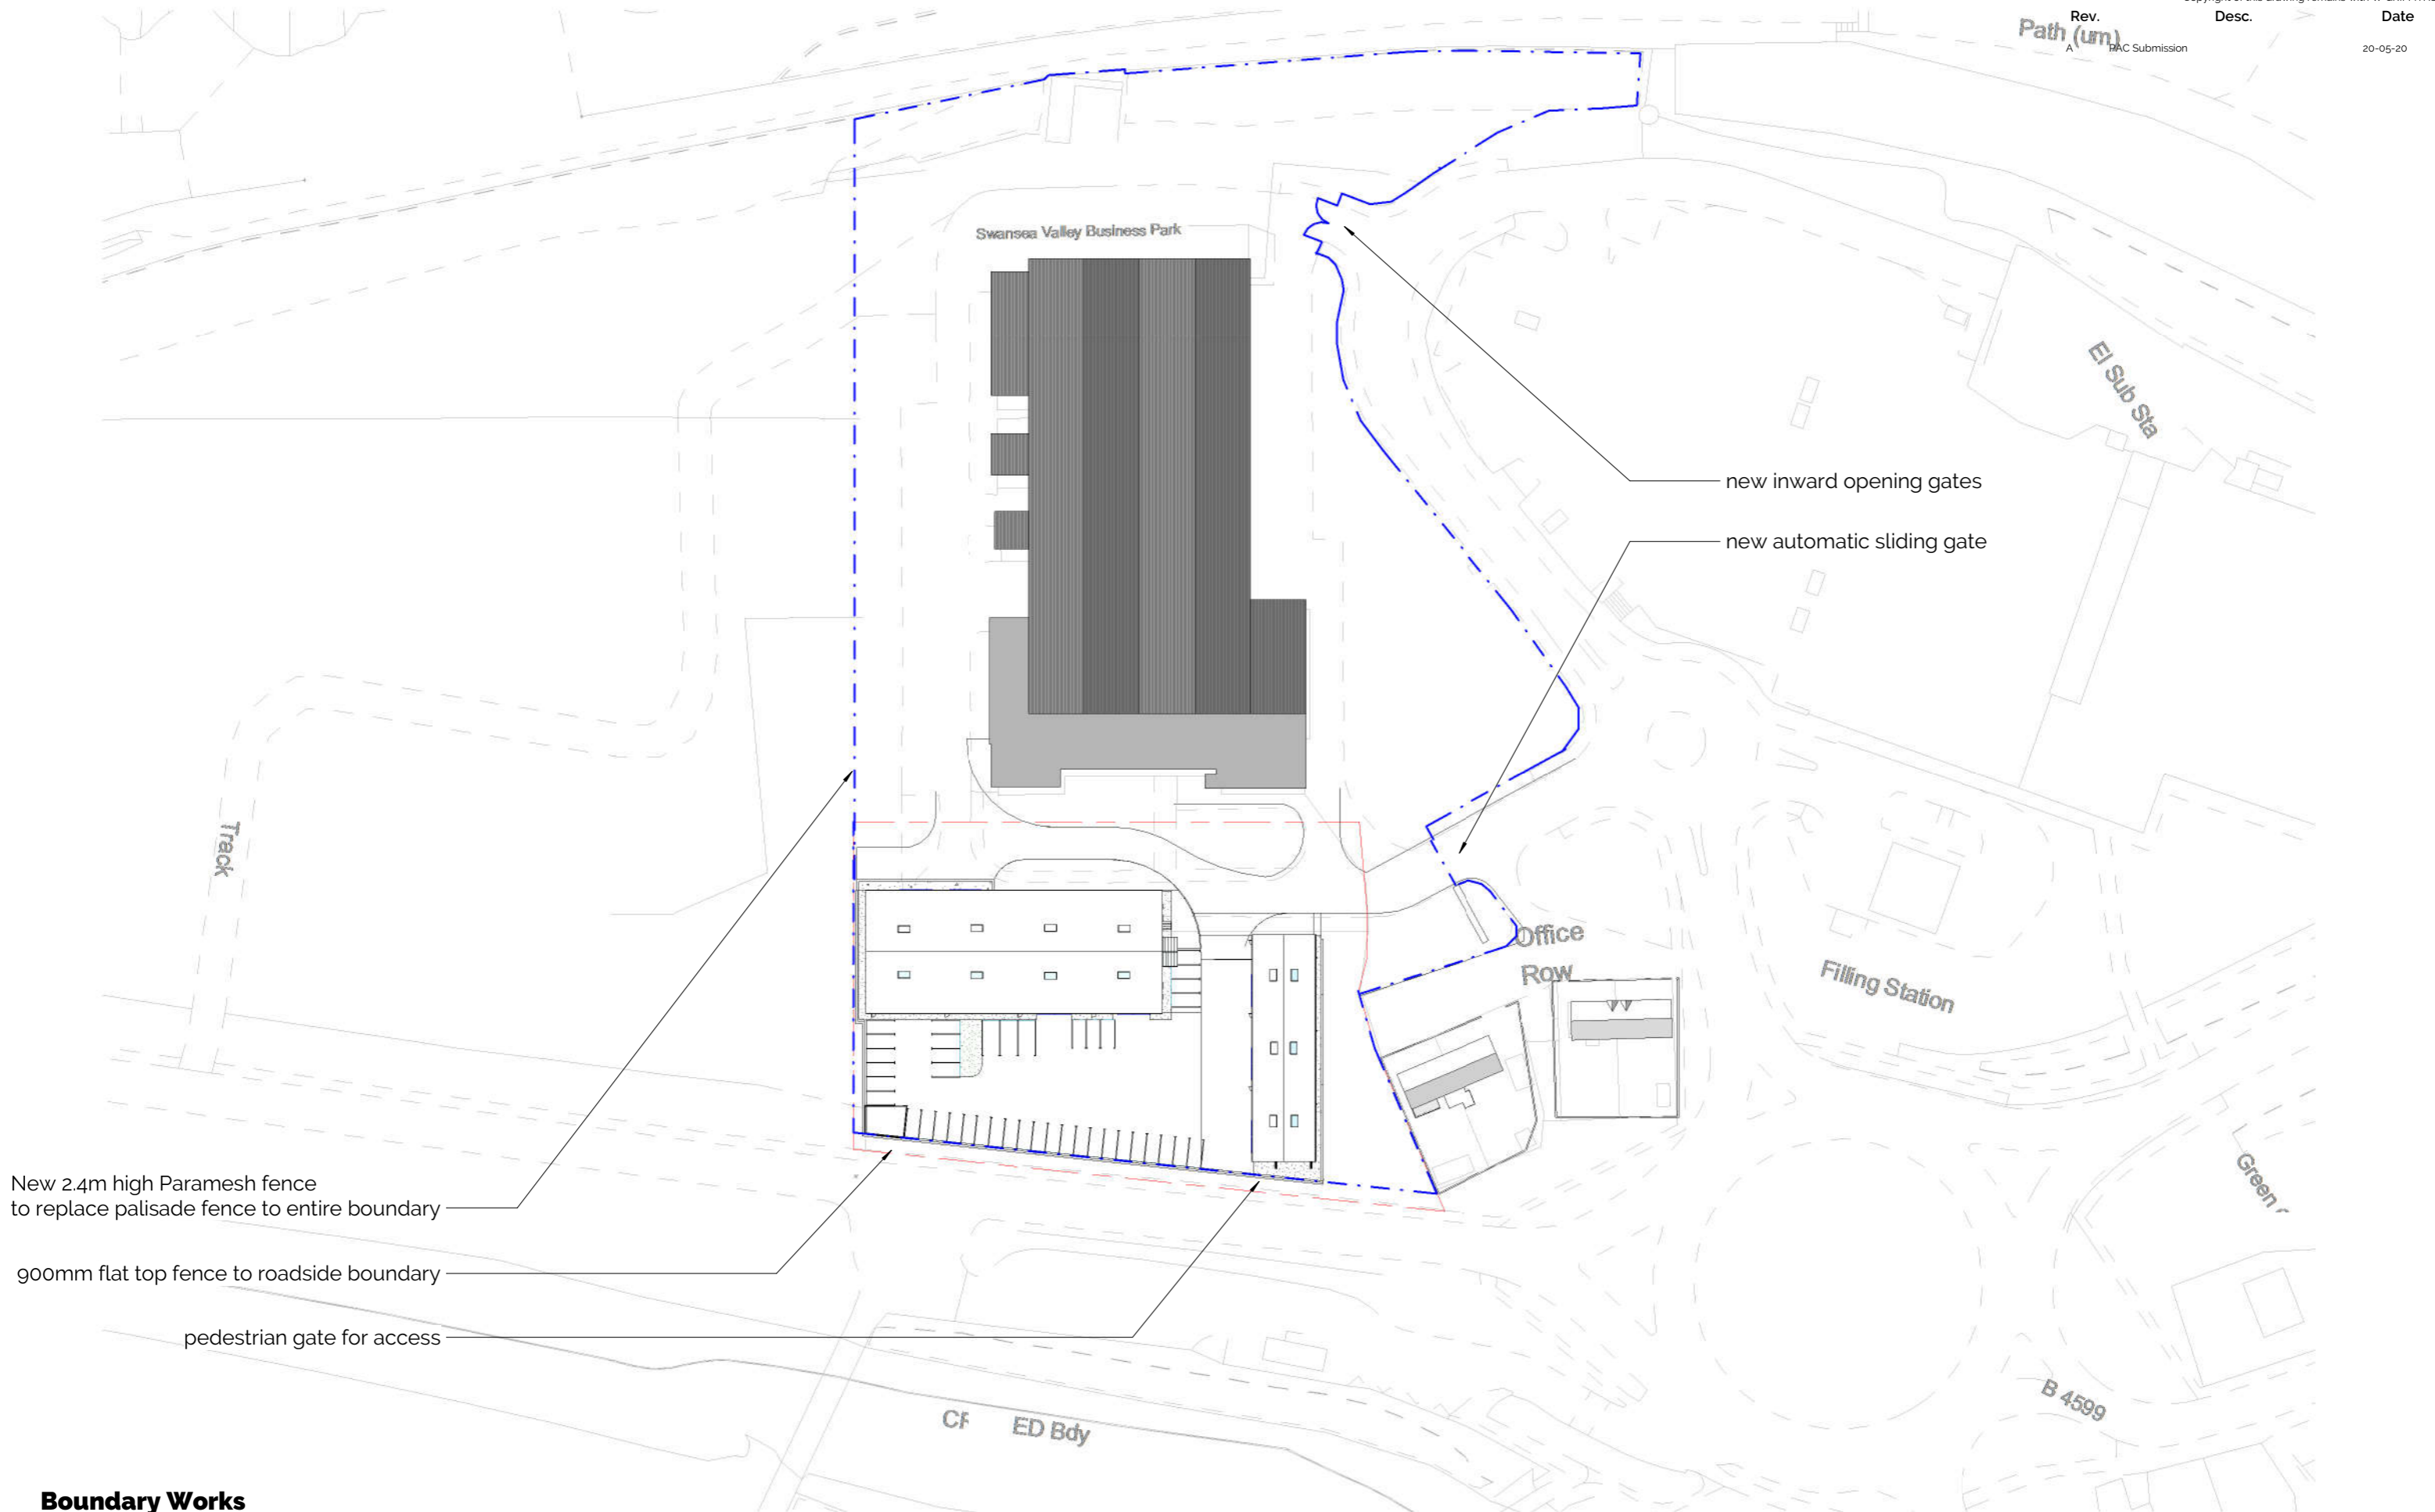 Rev. Desc. Date
A PAC Submission 20-05-20
Path (um)
Swansea Valley Business Park
El Sub Sta
new inward opening gates
new automatic sliding gate
Track
Office
Row
Filling Station
New 2.4m high Paramesh fence
to replace palisade fence to entire boundary
900mm flat top fence to roadside boundary
pedestrian gate for access
Green
B 4599
ED Bdy
Boundary Works